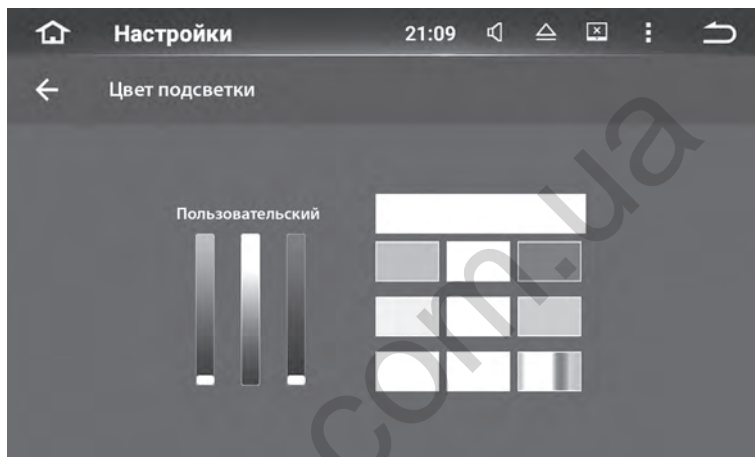 Настройки 21:09
Цвет подсветки
Пользовательский
com.ua